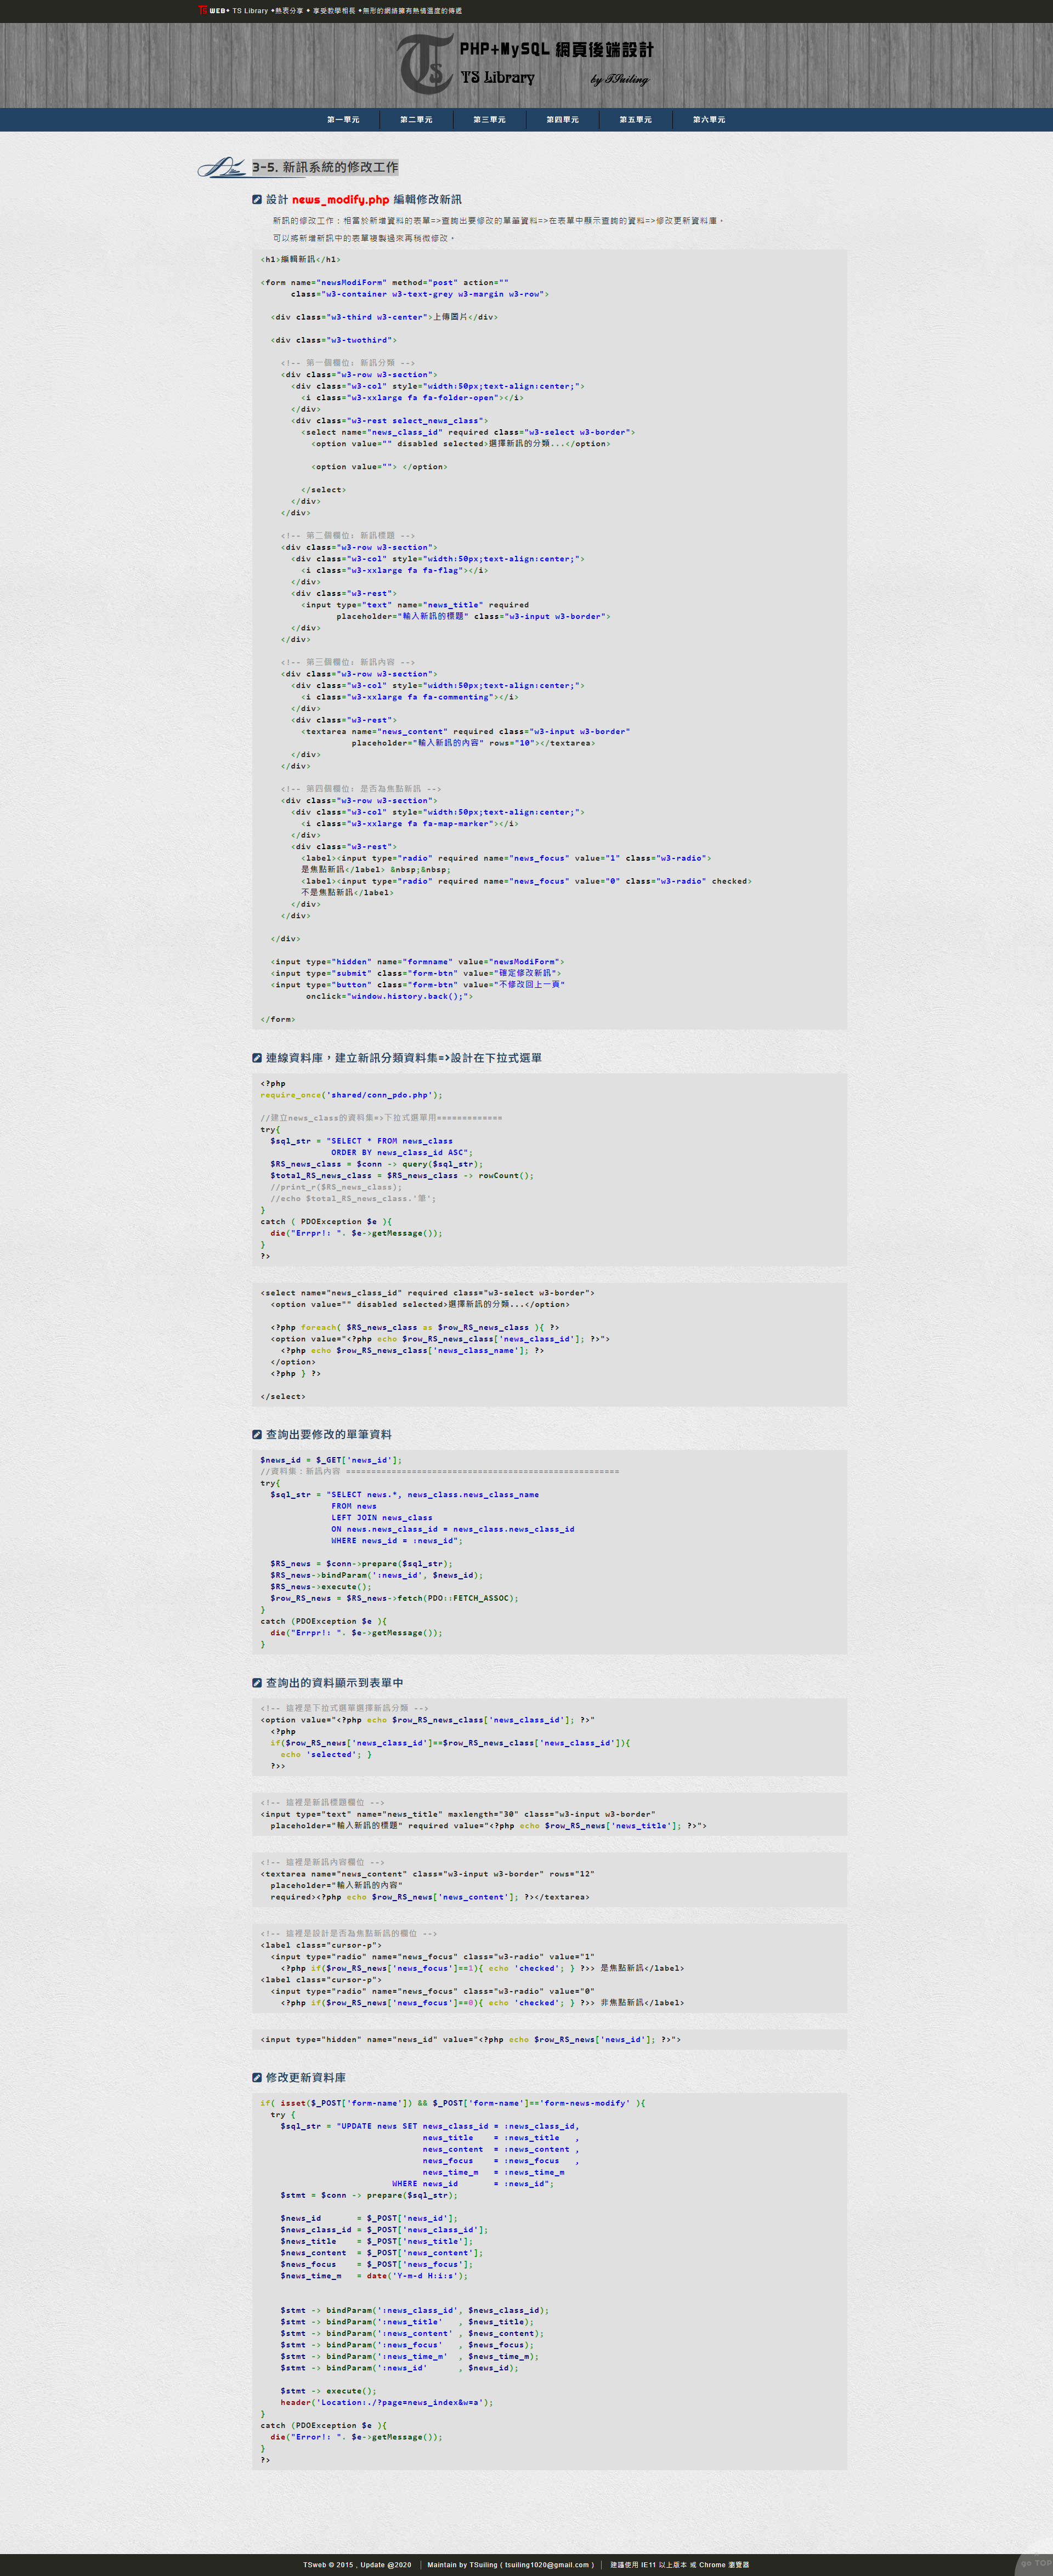 TS WEB+ TS Library ✦熱衷分享 ✦ 享受教學相長 ✦無形的網路擁有熱情溫度的傳遞
PHP+MySQL 網頁後端設計
TS Library by TSuiling
第一單元 第二單元 第三單元 第四單元 第五單元 第六單元
3-5. 新訊系統的修改工作
設計 news_modify.php 編輯修改新訊
新訊的修改工作：相當於新增資料的表單=>查詢出要修改的單筆資料=>在表單中顯示查詢的資料=>修改更新資料庫。
可以將新增新訊中的表單複製過來再稍微修改。
<h1>編輯新訊</h1>
<form name="newsModiForm" method="post" action=""
class="w3-container w3-text-grey w3-margin w3-row">
<div class="w3-third w3-center">上傳圖片</div>
<div class="w3-twothird">
<!-- 第一個欄位: 新訊分類 -->
<div class="w3-row w3-section">
<div class="w3-col" style="width:50px;text-align:center;">
<i class="w3-xxlarge fa fa-folder-open"></i>
</div>
<div class="w3-rest select_news_class">
<select name="news_class_id" required class="w3-select w3-border">
<option value="" disabled selected>選擇新訊的分類...</option>
<option value=""> </option>
</select>
</div>
</div>
<!-- 第二個欄位: 新訊標題 -->
<div class="w3-row w3-section">
<div class="w3-col" style="width:50px;text-align:center;">
<i class="w3-xxlarge fa fa-flag"></i>
</div>
<div class="w3-rest">
<input type="text" name="news_title" required
placeholder="輸入新訊的標題" class="w3-input w3-border">
</div>
</div>
<!-- 第三個欄位: 新訊內容 -->
<div class="w3-row w3-section">
<div class="w3-col" style="width:50px;text-align:center;">
<i class="w3-xxlarge fa fa-commenting"></i>
</div>
<div class="w3-rest">
<textarea name="news_content" required class="w3-input w3-border"
placeholder="輸入新訊的內容" rows="10"></textarea>
</div>
</div>
<!-- 第四個欄位: 是否為焦點新訊 -->
<div class="w3-row w3-section">
<div class="w3-col" style="width:50px;text-align:center;">
<i class="w3-xxlarge fa fa-map-marker"></i>
</div>
<div class="w3-rest">
<label><input type="radio" required name="news_focus" value="1" class="w3-radio">
是焦點新訊</label> &nbsp;&nbsp;
<label><input type="radio" required name="news_focus" value="0" class="w3-radio" checked>
不是焦點新訊</label>
</div>
</div>
</div>
<input type="hidden" name="formname" value="newsModiForm">
<input type="submit" class="form-btn" value="確定修改新訊">
<input type="button" class="form-btn" value="不修改回上一頁"
onclick="window.history.back();">
</form>
連線資料庫，建立新訊分類資料集=>設計在下拉式選單
<?php
require_once('shared/conn_pdo.php');
//建立news_class的資料集=>下拉式選單用=============
try{
$sql_str = "SELECT * FROM news_class
ORDER BY news_class_id ASC";
$RS_news_class = $conn -> query($sql_str);
$total_RS_news_class = $RS_news_class -> rowCount();
//print_r($RS_news_class);
//echo $total_RS_news_class.'筆';
}
catch ( PDOException $e ){
die("Errpr!: ". $e->getMessage());
}
?>
<select name="news_class_id" required class="w3-select w3-border">
<option value="" disabled selected>選擇新訊的分類...</option>
<?php foreach( $RS_news_class as $row_RS_news_class ){ ?>
<option value="<?php echo $row_RS_news_class['news_class_id']; ?>">
<?php echo $row_RS_news_class['news_class_name']; ?>
</option>
<?php } ?>
</select>
查詢出要修改的單筆資料
$news_id = $_GET['news_id'];
//資料集：新訊內容 ======================================================
try{
$sql_str = "SELECT news.*, news_class.news_class_name
FROM news
LEFT JOIN news_class
ON news.news_class_id = news_class.news_class_id
WHERE news_id = :news_id";
$RS_news = $conn->prepare($sql_str);
$RS_news->bindParam(':news_id', $news_id);
$RS_news->execute();
$row_RS_news = $RS_news->fetch(PDO::FETCH_ASSOC);
}
catch (PDOException $e ){
die("Errpr!: ". $e->getMessage());
}
查詢出的資料顯示到表單中
<!-- 這裡是下拉式選單選擇新訊分類 -->
<option value="<?php echo $row_RS_news_class['news_class_id']; ?>"
<?php
if($row_RS_news['news_class_id']==$row_RS_news_class['news_class_id']){
echo 'selected'; }
?>>
<!-- 這裡是新訊標題欄位 -->
<input type="text" name="news_title" maxlength="30" class="w3-input w3-border"
placeholder="輸入新訊的標題" required value="<?php echo $row_RS_news['news_title']; ?>">
<!-- 這裡是新訊內容欄位 -->
<textarea name="news_content" class="w3-input w3-border" rows="12"
placeholder="輸入新訊的內容"
required><?php echo $row_RS_news['news_content']; ?></textarea>
<!-- 這裡是設計是否為焦點新訊的欄位 -->
<label class="cursor-p">
<input type="radio" name="news_focus" class="w3-radio" value="1"
<?php if($row_RS_news['news_focus']==1){ echo 'checked'; } ?>> 是焦點新訊</label>
<label class="cursor-p">
<input type="radio" name="news_focus" class="w3-radio" value="0"
<?php if($row_RS_news['news_focus']==0){ echo 'checked'; } ?>> 非焦點新訊</label>
<input type="hidden" name="news_id" value="<?php echo $row_RS_news['news_id']; ?>">
修改更新資料庫
if( isset($_POST['form-name']) && $_POST['form-name']=='form-news-modify' ){
try {
$sql_str = "UPDATE news SET news_class_id = :news_class_id,
news_title = :news_title ,
news_content = :news_content ,
news_focus = :news_focus ,
news_time_m = :news_time_m
WHERE news_id = :news_id";
$stmt = $conn -> prepare($sql_str);
$news_id = $_POST['news_id'];
$news_class_id = $_POST['news_class_id'];
$news_title = $_POST['news_title'];
$news_content = $_POST['news_content'];
$news_focus = $_POST['news_focus'];
$news_time_m = date('Y-m-d H:i:s');
$stmt -> bindParam(':news_class_id', $news_class_id);
$stmt -> bindParam(':news_title' , $news_title);
$stmt -> bindParam(':news_content' , $news_content);
$stmt -> bindParam(':news_focus' , $news_focus);
$stmt -> bindParam(':news_time_m' , $news_time_m);
$stmt -> bindParam(':news_id' , $news_id);
$stmt -> execute();
header('Location:./?page=news_index&w=a');
}
catch (PDOException $e ){
die("Error!: ". $e->getMessage());
}
?>
go TOP
TSweb © 2015 , Update @2020 │ Maintain by TSuiling ( tsuiling1020@gmail.com ) │ 建議使用 IE11 以上版本 或 Chrome 瀏覽器